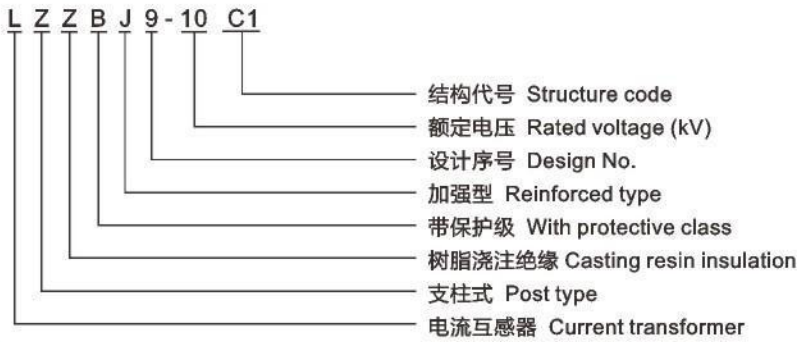 L Z Z B J 9 - 10 C1
结构代号 Structure code
额定电压 Rated voltage (kV)
设计序号 Design No.
加强型 Reinforced type
带保护级 With protective class
树脂浇注绝缘 Casting resin insulation
支柱式 Post type
电流互感器 Current transformer